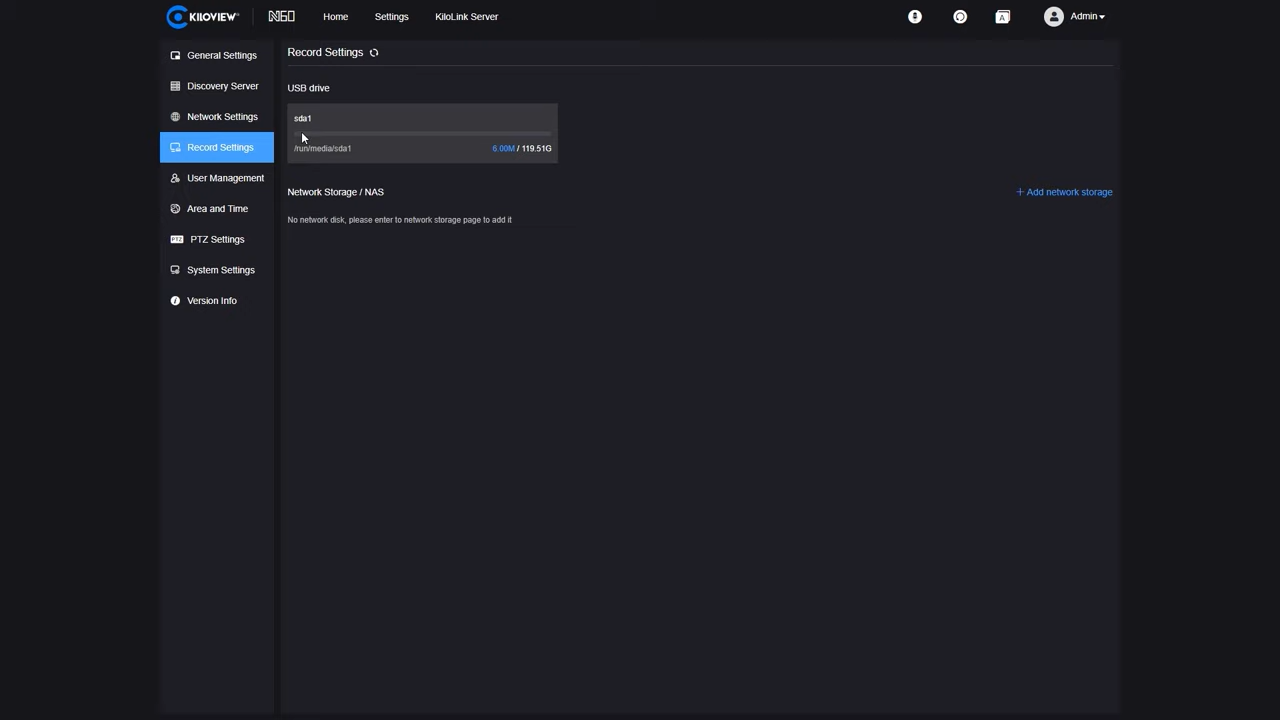 KILOVIEW N60 Home Settings KiloLink Server A Admin
General Settings
Discovery Server
Network Settings
Record Settings
User Management
Area and Time
PTZ PTZ Settings
System Settings
Version Info
Record Settings
USB drive
sda1
/run/media/sda1 6.00M / 119.51G
Network Storage / NAS + Add network storage
No network disk, please enter to network storage page to add it